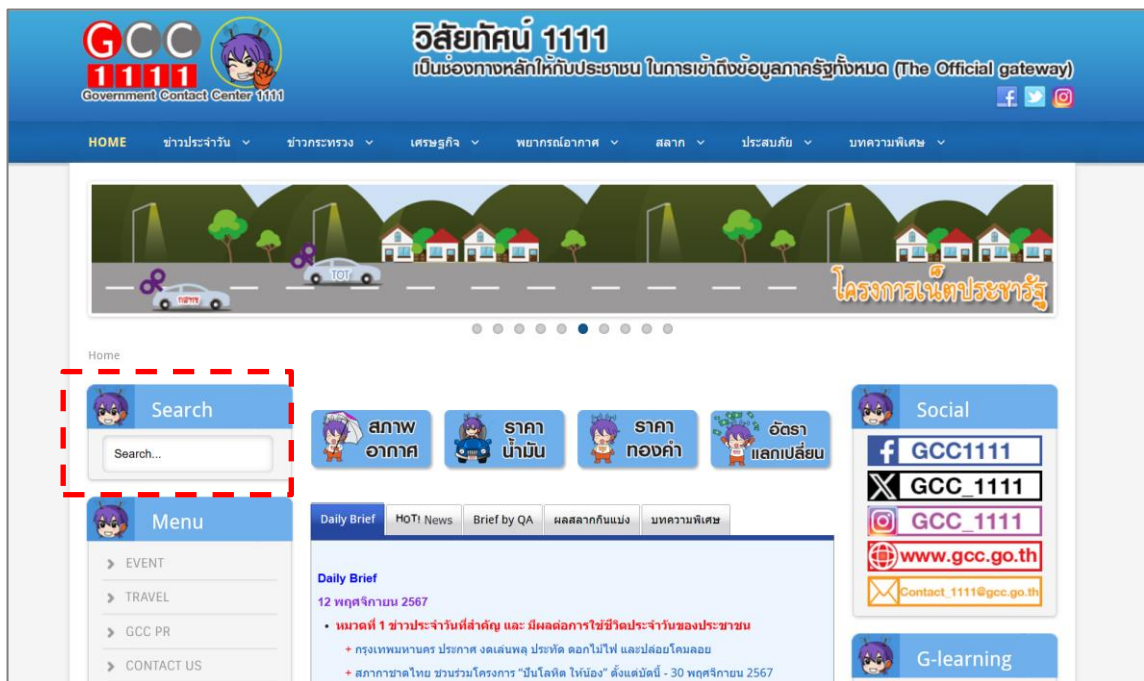 GCC
1111
Government Contact Center 1111
วิสัยทัศน์ 1111
เป็นช่องทางหลักให้กับประชาชน ในการเข้าถึงข้อมูลภาครัฐทั้งหมด (The Official gateway)
HOME ข่าวประจำวัน ข่าวกระทรวง เศรษฐกิจ พยากรณ์อากาศ สลาก ประสบภัย บทความพิเศษ
TOT
กสทช
โครงการเน็ตประชารัฐ
Home
Search
Search...
สภาพ
อากาศ
ราคา
น้ำมัน
ราคา
ทองคำ
อัตรา
แลกเปลี่ยน
Social
GCC1111
GCC_1111
GCC_1111
www.gcc.go.th
Contact_1111@gcc.go.th
Menu
EVENT
TRAVEL
GCC PR
CONTACT US
Daily Brief HOT! News Brief by QA ผลสลากกินแบ่ง บทความพิเศษ
Daily Brief
12 พฤศจิกายน 2567
• หมวดที่ 1 ข่าวประจำวันที่สำคัญ และ มีผลต่อการใช้ชีวิตประจำวันของประชาชน
+ กรุงเทพมหานคร ประกาศ งดเล่นพลุ ประทัด ดอกไม้ไฟ และปล่อยโคมลอย
+ สภากาชาดไทย ชวนร่วมโครงการ "ปันโลหิต ให้น้อง" ตั้งแต่บัดนี้ - 30 พฤศจิกายน 2567
G-learning